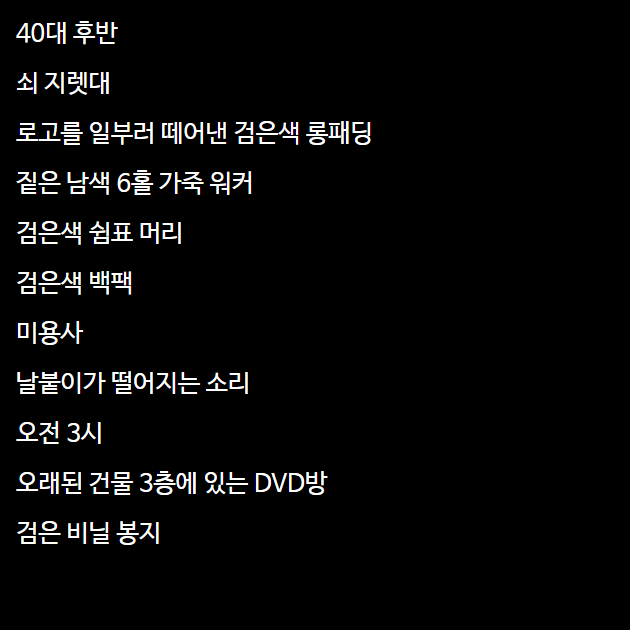 40대 후반
쇠 지렛대
로고를 일부러 떼어낸 검은색 롱패딩
짙은 남색 6홀 가죽 워커
검은색 쉼표 머리
검은색 백팩
미용사
날붙이가 떨어지는 소리
오전 3시
오래된 건물 3층에 있는 DVD방
검은 비닐 봉지